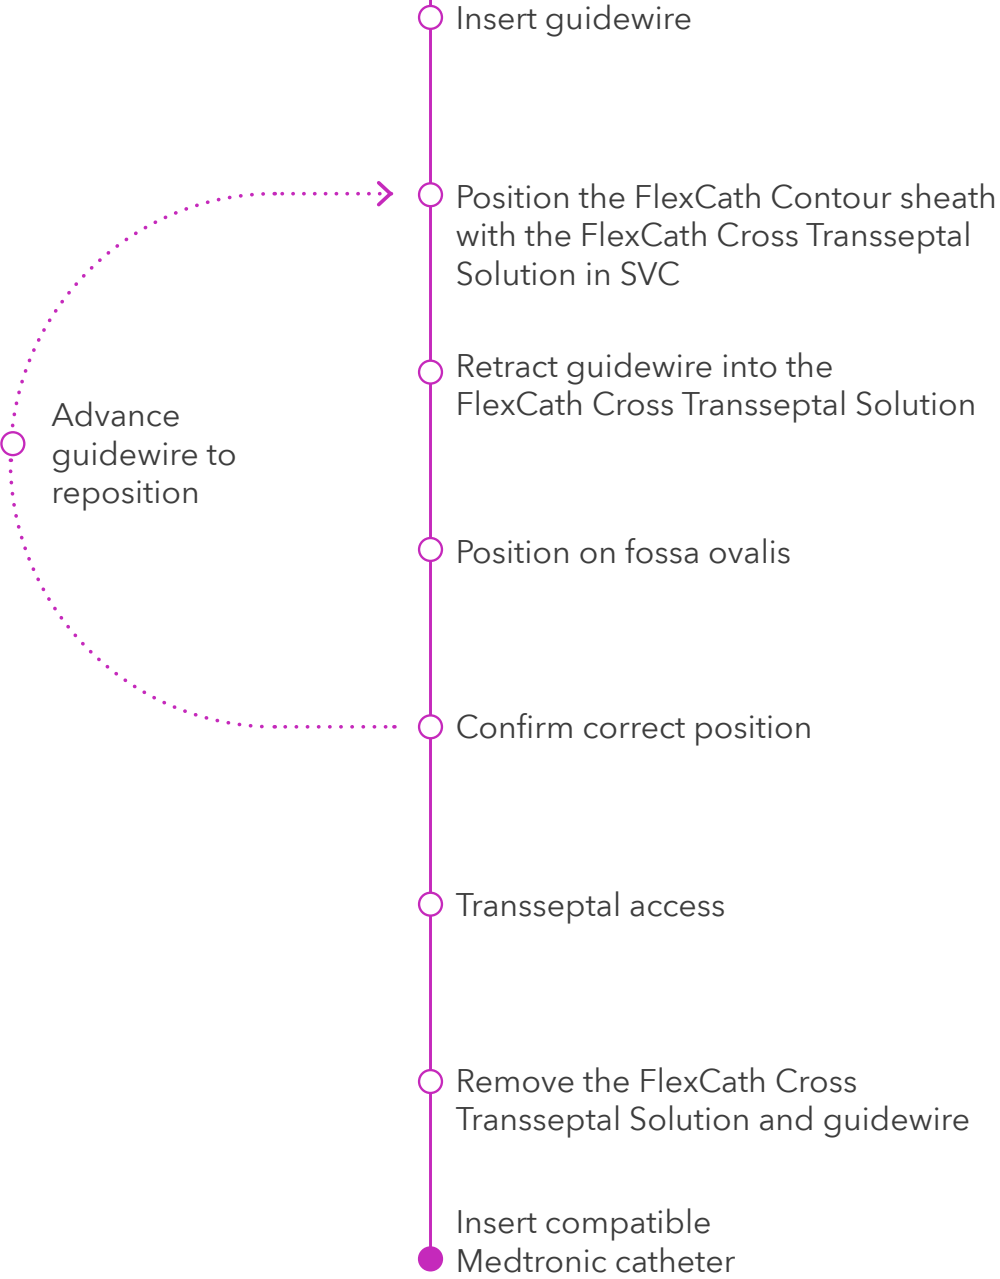 Insert guidewire
Position the FlexCath Contour sheath
with the FlexCath Cross Transseptal
Solution in SVC
Retract guidewire into the
FlexCath Cross Transseptal Solution
Advance
guidewire to
reposition
Position on fossa ovalis
Confirm correct position
Transseptal access
Remove the FlexCath Cross
Transseptal Solution and guidewire
Insert compatible
Medtronic catheter